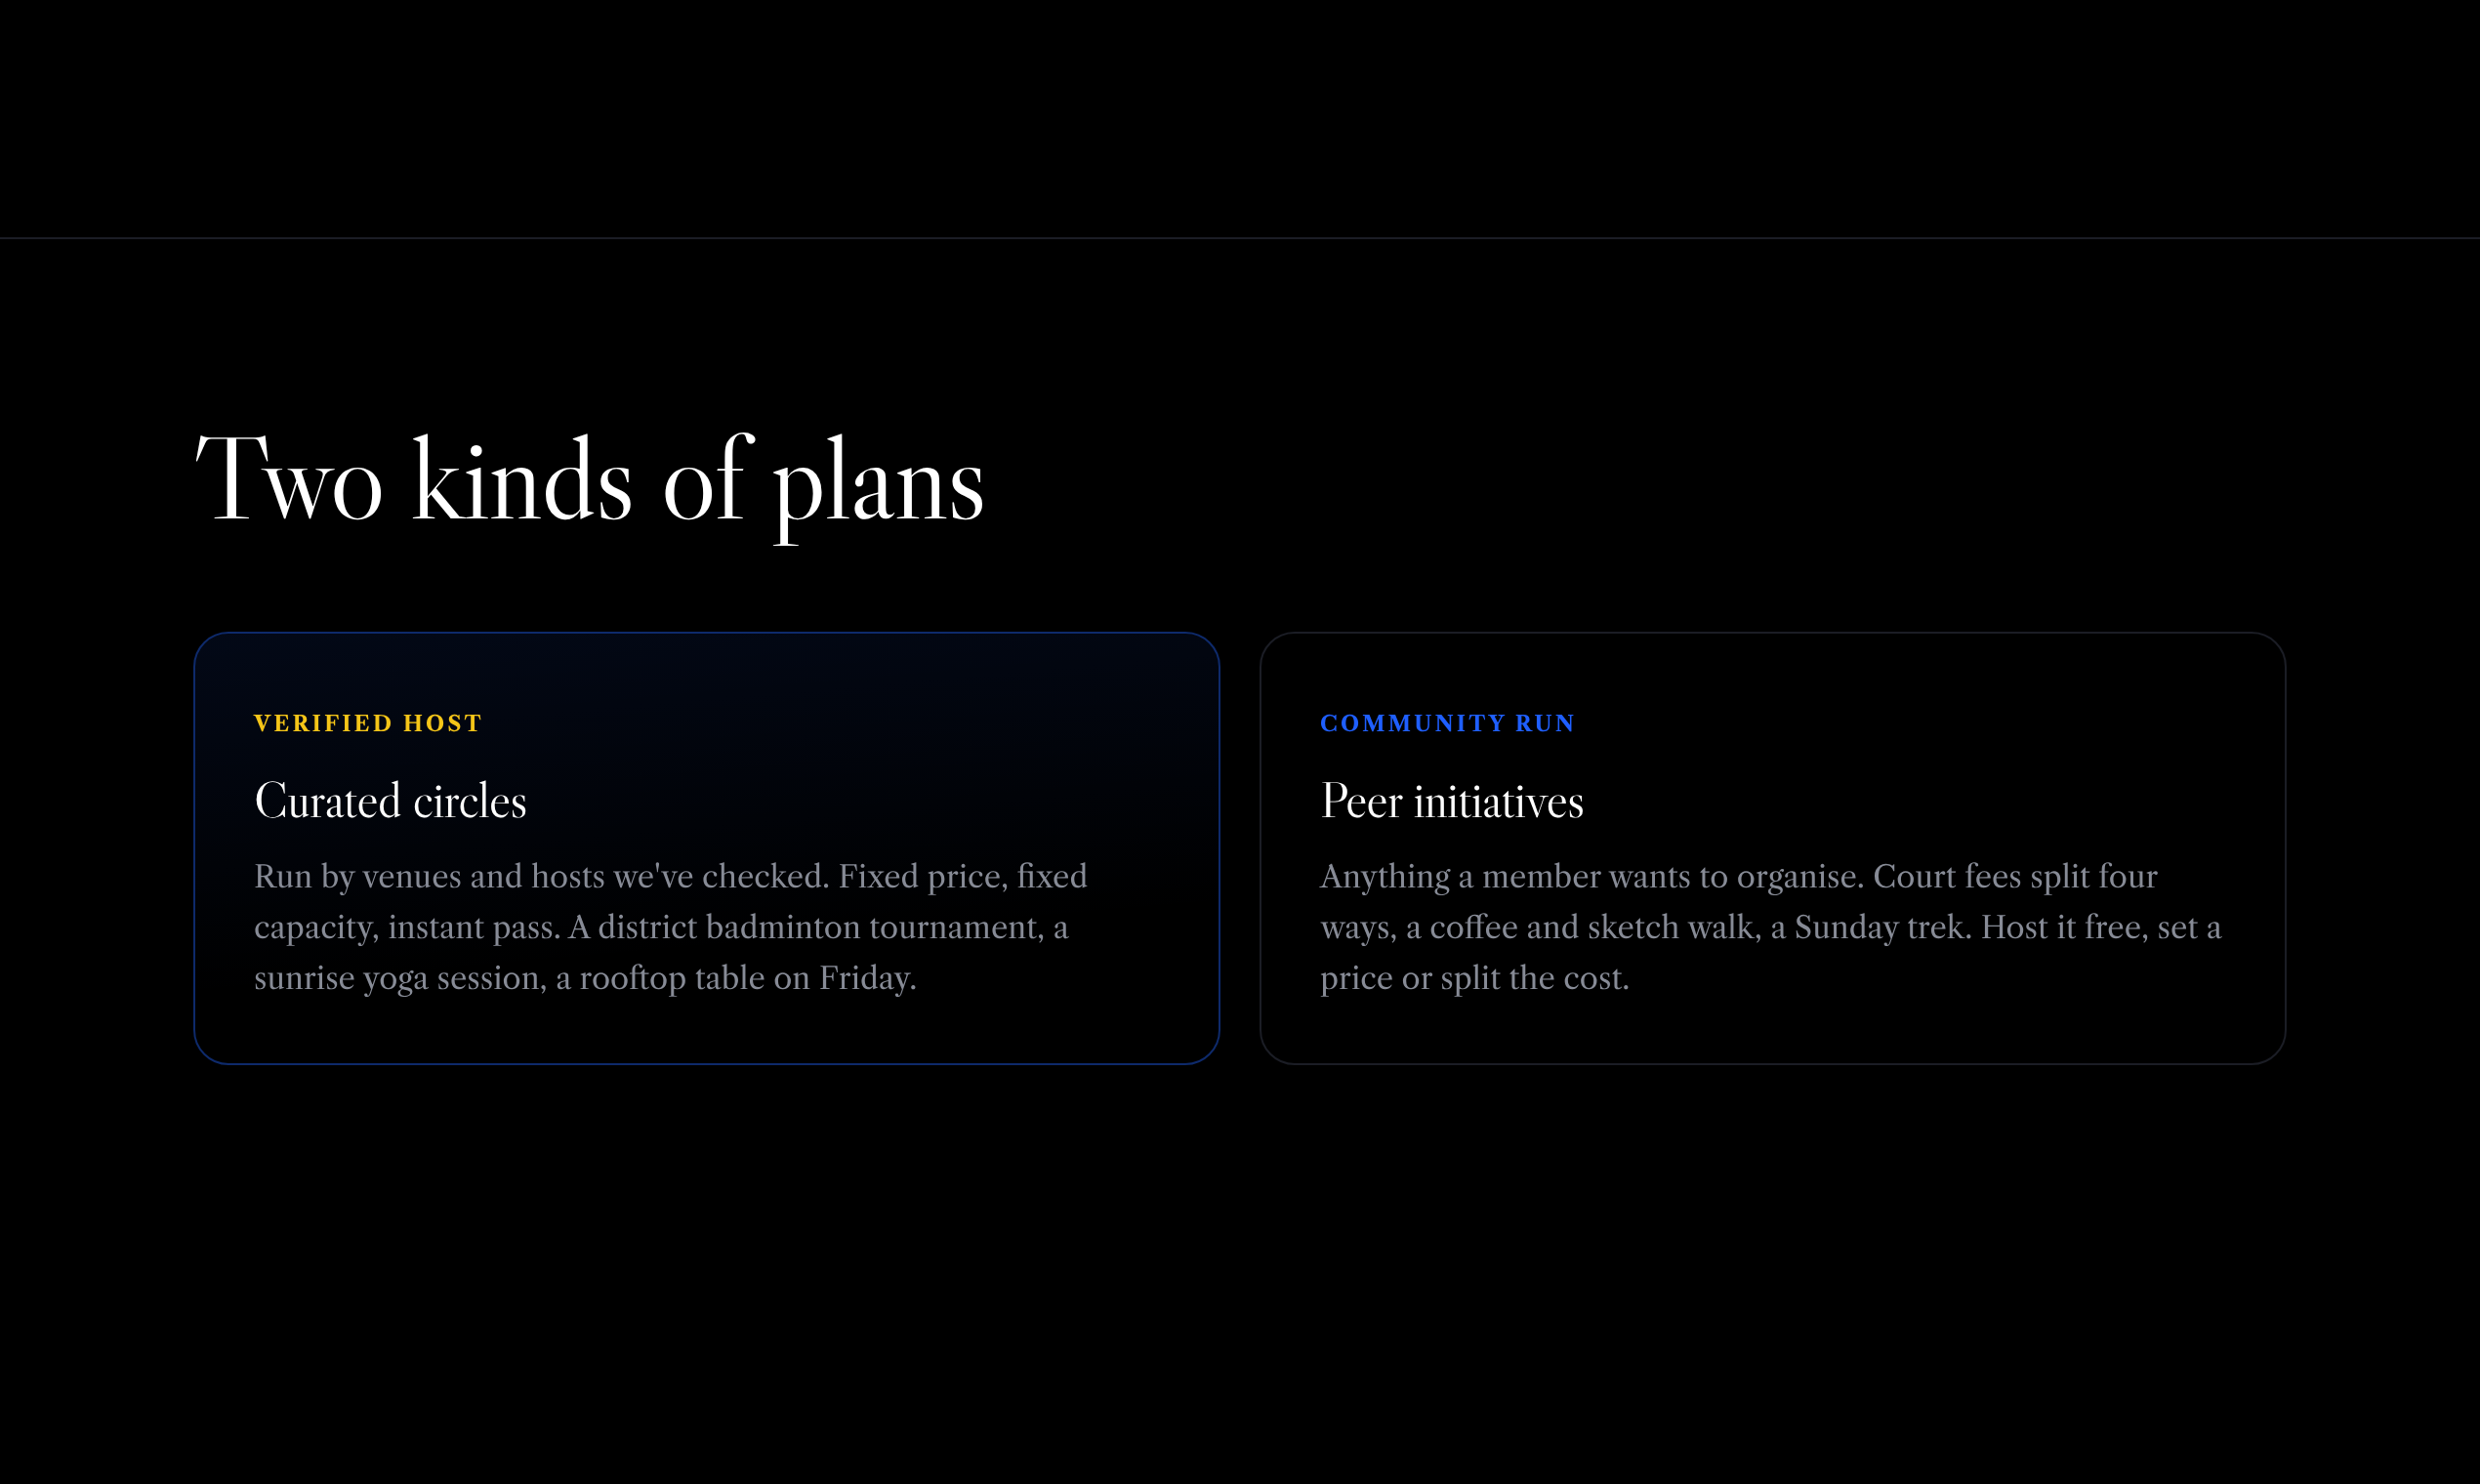 Two kinds of plans
VERIFIED HOST
Curated circles
Run by venues and hosts we've checked. Fixed price, fixed
capacity, instant pass. A district badminton tournament, a
sunrise yoga session, a rooftop table on Friday.
COMMUNITY RUN
Peer initiatives
Anything a member wants to organise. Court fees split four
ways, a coffee and sketch walk, a Sunday trek. Host it free, set a
price or split the cost.